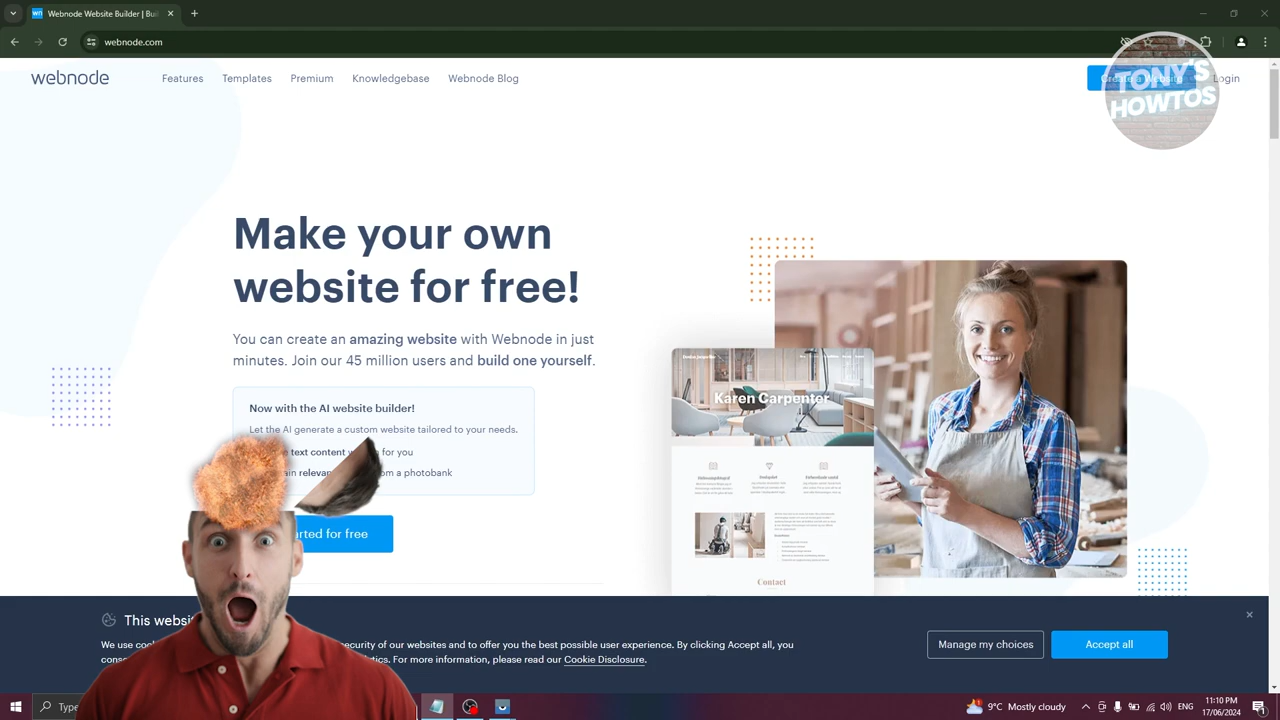 Webnode Website Builder | Bui
webnode.com
webnode
Features
Templates
Premium
Knowledgebase
Webnode Blog
Create a Website
Login
TONY'S
HOWTOS
Make your own
website for free!
You can create an amazing website with Webnode in just
minutes. Join our 45 million users and build one yourself.
Now with the AI website builder!
Let the AI generate a custom website tailored to your needs.
text content
for you
relevan
om a photobank
arted for free
Karen Carpenter
Contact
This websi
We use coo
ecurity of our websites and to offer you the best possible user experience. By clicking Accept all, you
cons
tics. For more information, please read our Cookie Disclosure.
Manage my choices
Accept all
Type
9°C Mostly cloudy
ENG
11:10 PM
17/06/2024